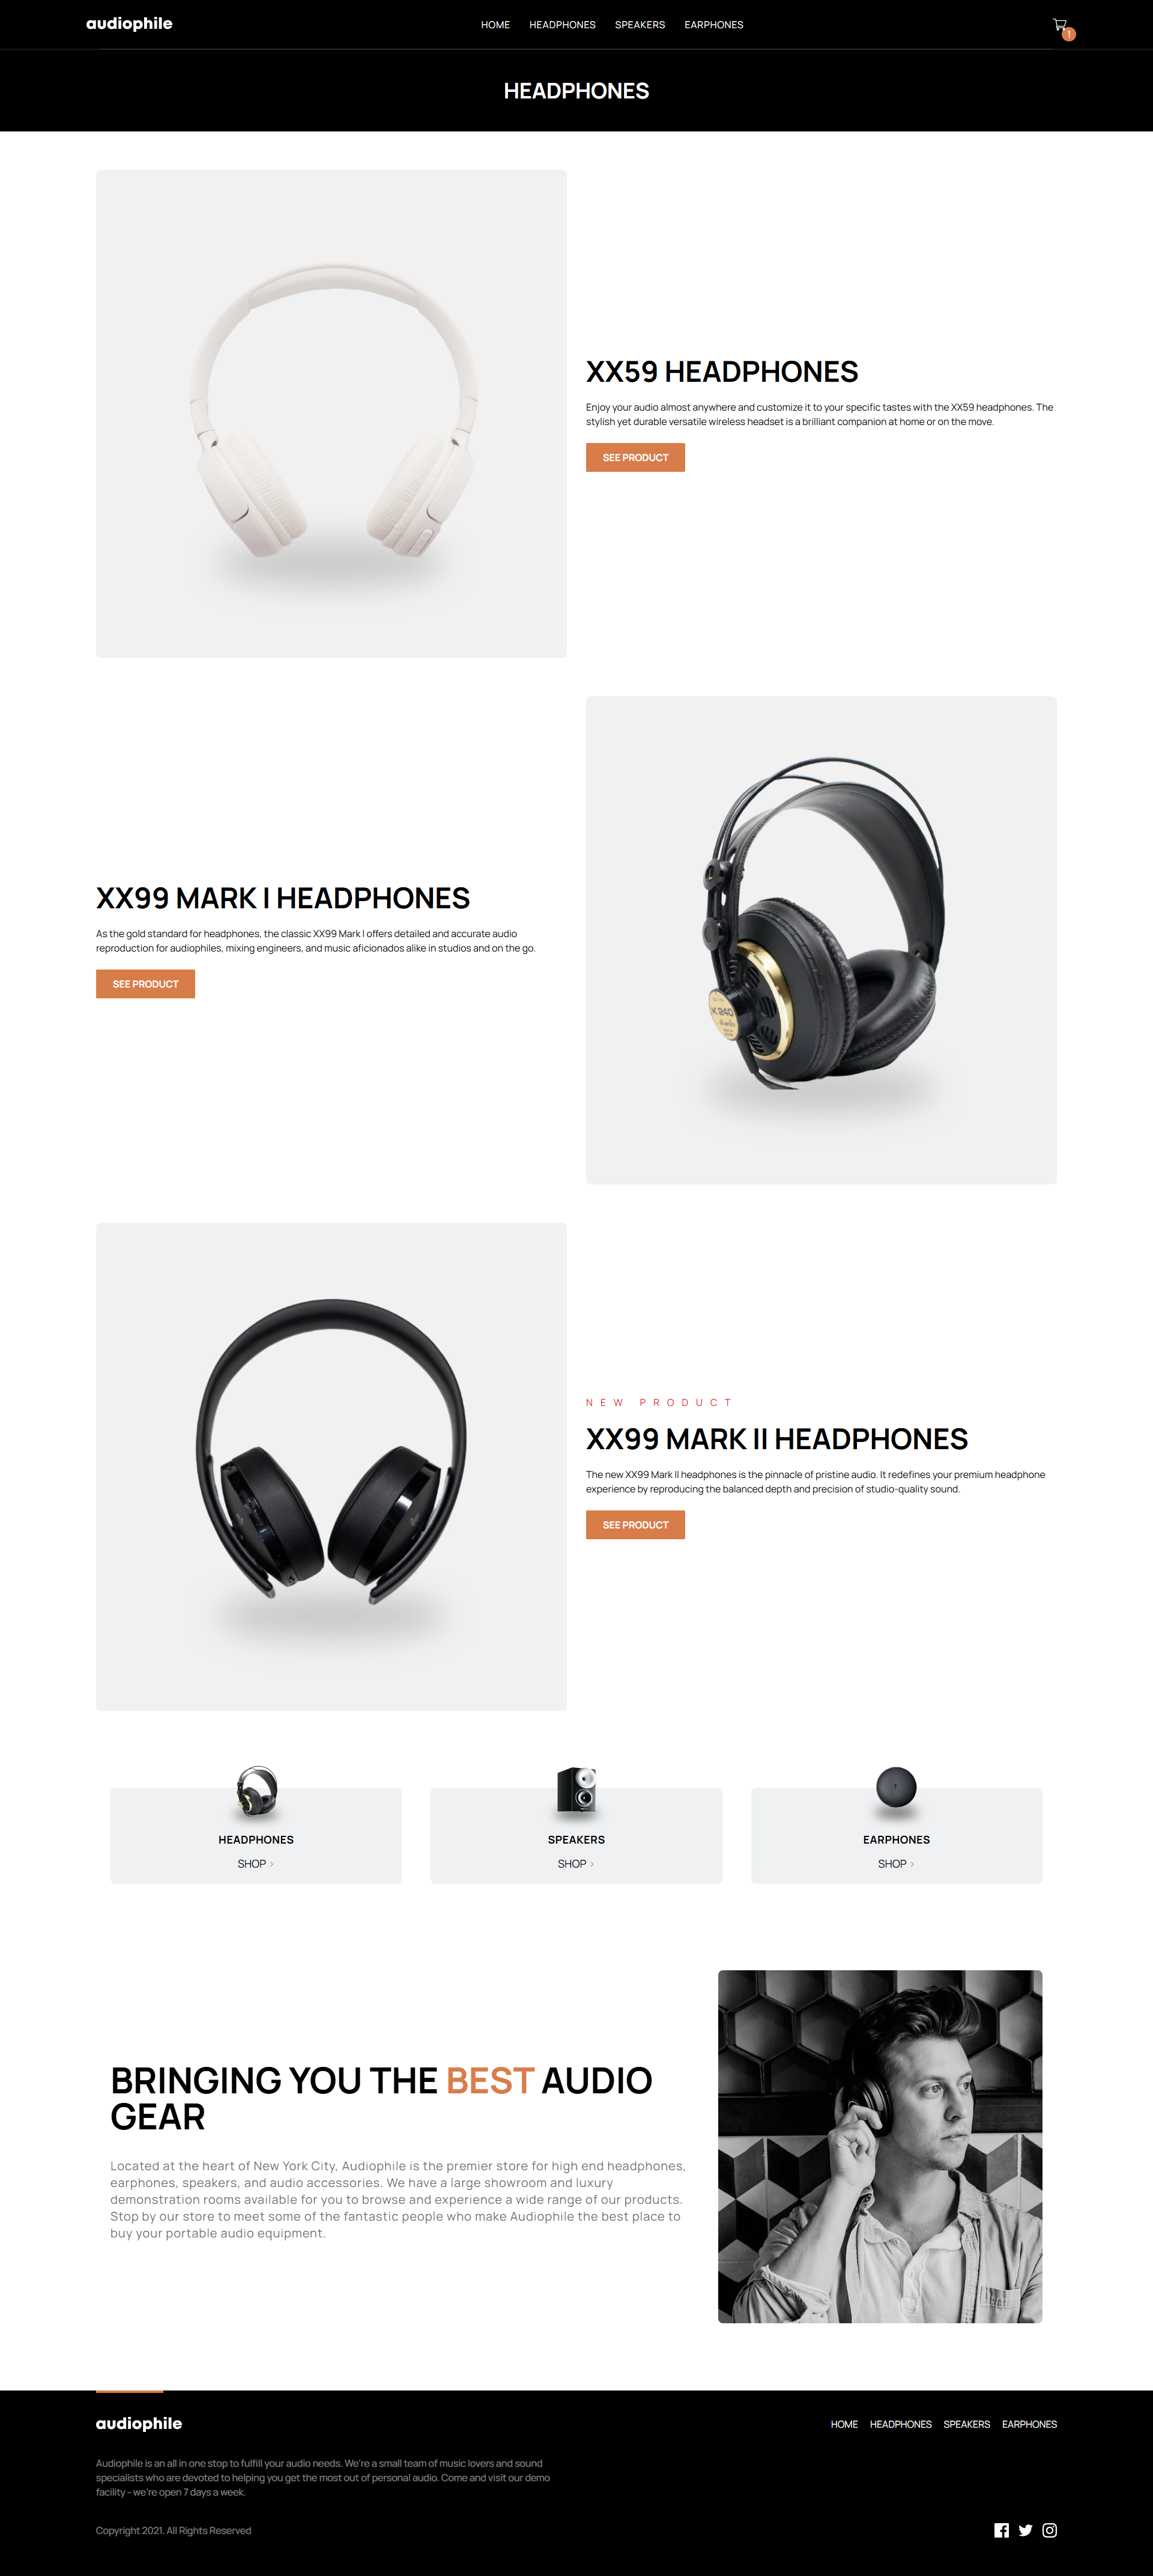 audiophile
HOME HEADPHONES SPEAKERS EARPHONES
1
HEADPHONES
XX59 HEADPHONES
Enjoy your audio almost anywhere and customize it to your specific tastes with the XX59 headphones. The
stylish yet durable versatile wireless headset is a brilliant companion at home or on the move.
SEE PRODUCT
XX99 MARK I HEADPHONES
As the gold standard for headphones, the classic XX99 Mark I offers detailed and accurate audio
reproduction for audiophiles, mixing engineers, and music aficionados alike in studios and on the go.
SEE PRODUCT
K 240
NEW PRODUCT
XX99 MARK II HEADPHONES
The new XX99 Mark II headphones is the pinnacle of pristine audio. It redefines your premium headphone
experience by reproducing the balanced depth and precision of studio-quality sound.
SEE PRODUCT
HEADPHONES
SHOP >
SPEAKERS
SHOP >
EARPHONES
SHOP >
BRINGING YOU THE BEST AUDIO
GEAR
Located at the heart of New York City, Audiophile is the premier store for high end headphones,
earphones, speakers, and audio accessories. We have a large showroom and luxury
demonstration rooms available for you to browse and experience a wide range of our products.
Stop by our store to meet some of the fantastic people who make Audiophile the best place to
buy your portable audio equipment.
audiophile
HOME HEADPHONES SPEAKERS EARPHONES
Audiophile is an all in one stop to fulfill your audio needs. We're a small team of music lovers and sound
specialists who are devoted to helping you get the most out of personal audio. Come and visit our demo
facility - we're open 7 days a week.
Copyright 2021. All Rights Reserved